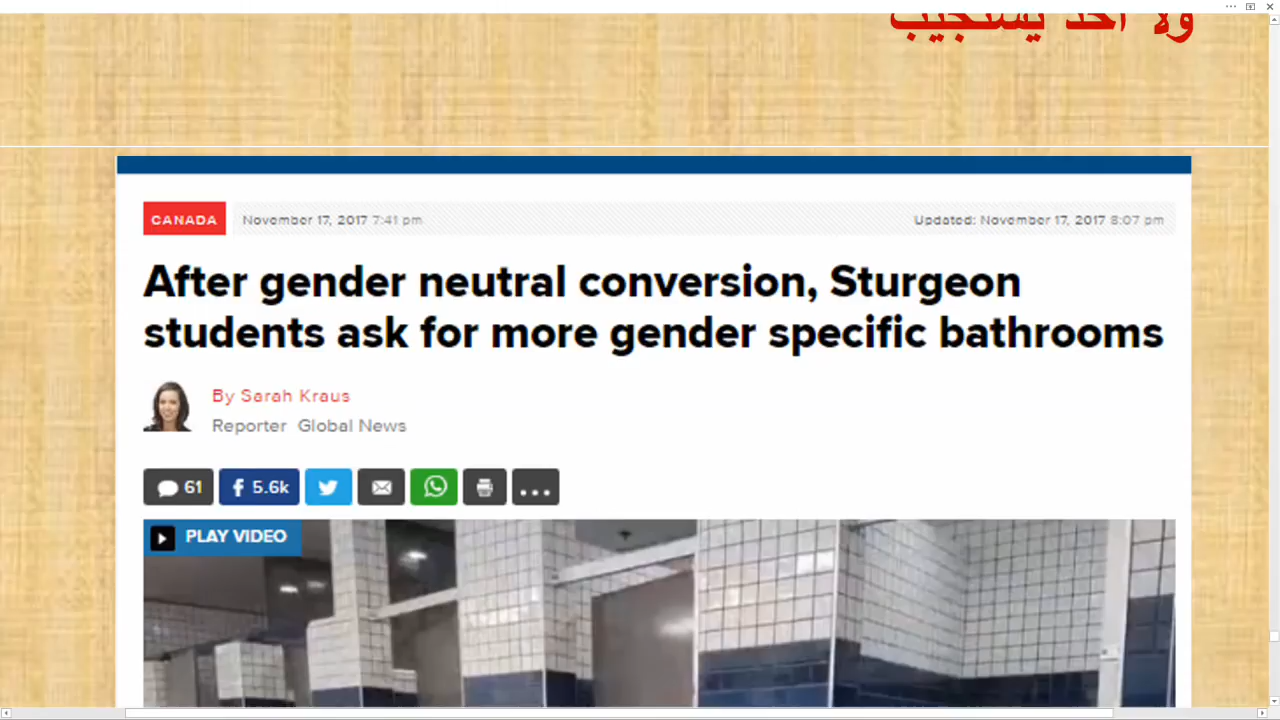 ولا أحد يستجيب
CANADA November 17, 2017 7:41 pm Updated: November 17, 2017 8:07 pm
After gender neutral conversion, Sturgeon
students ask for more gender specific bathrooms
By Sarah Kraus
Reporter Global News
61 5.6k ...
PLAY VIDEO